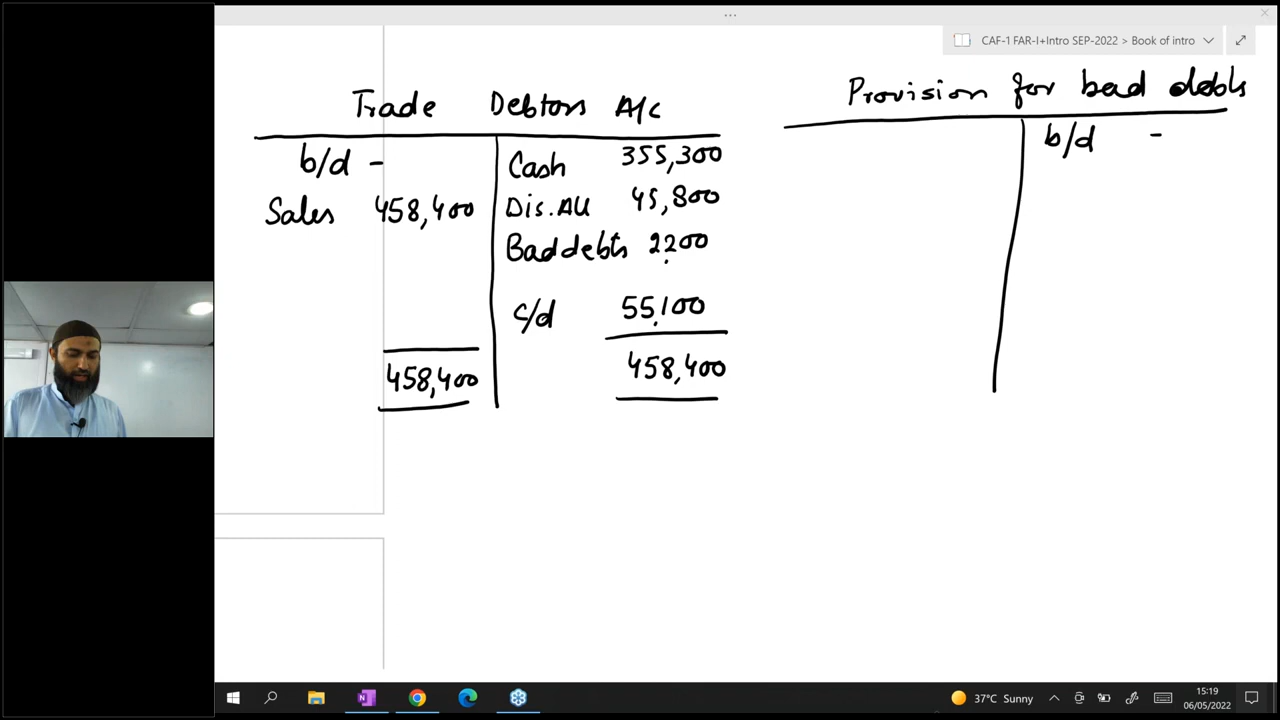 CAF-1 FAR-I+Intro SEP-2022 > Book of intro
Trade Debtors A/C
b/d - Cash 355,300
Sales 458,400 Dis.All 45,800
Bad debts 2200
c/d 55,100
458,400 458,400
Provision for bad debts
b/d -
37°C Sunny
15:19
06/05/2022